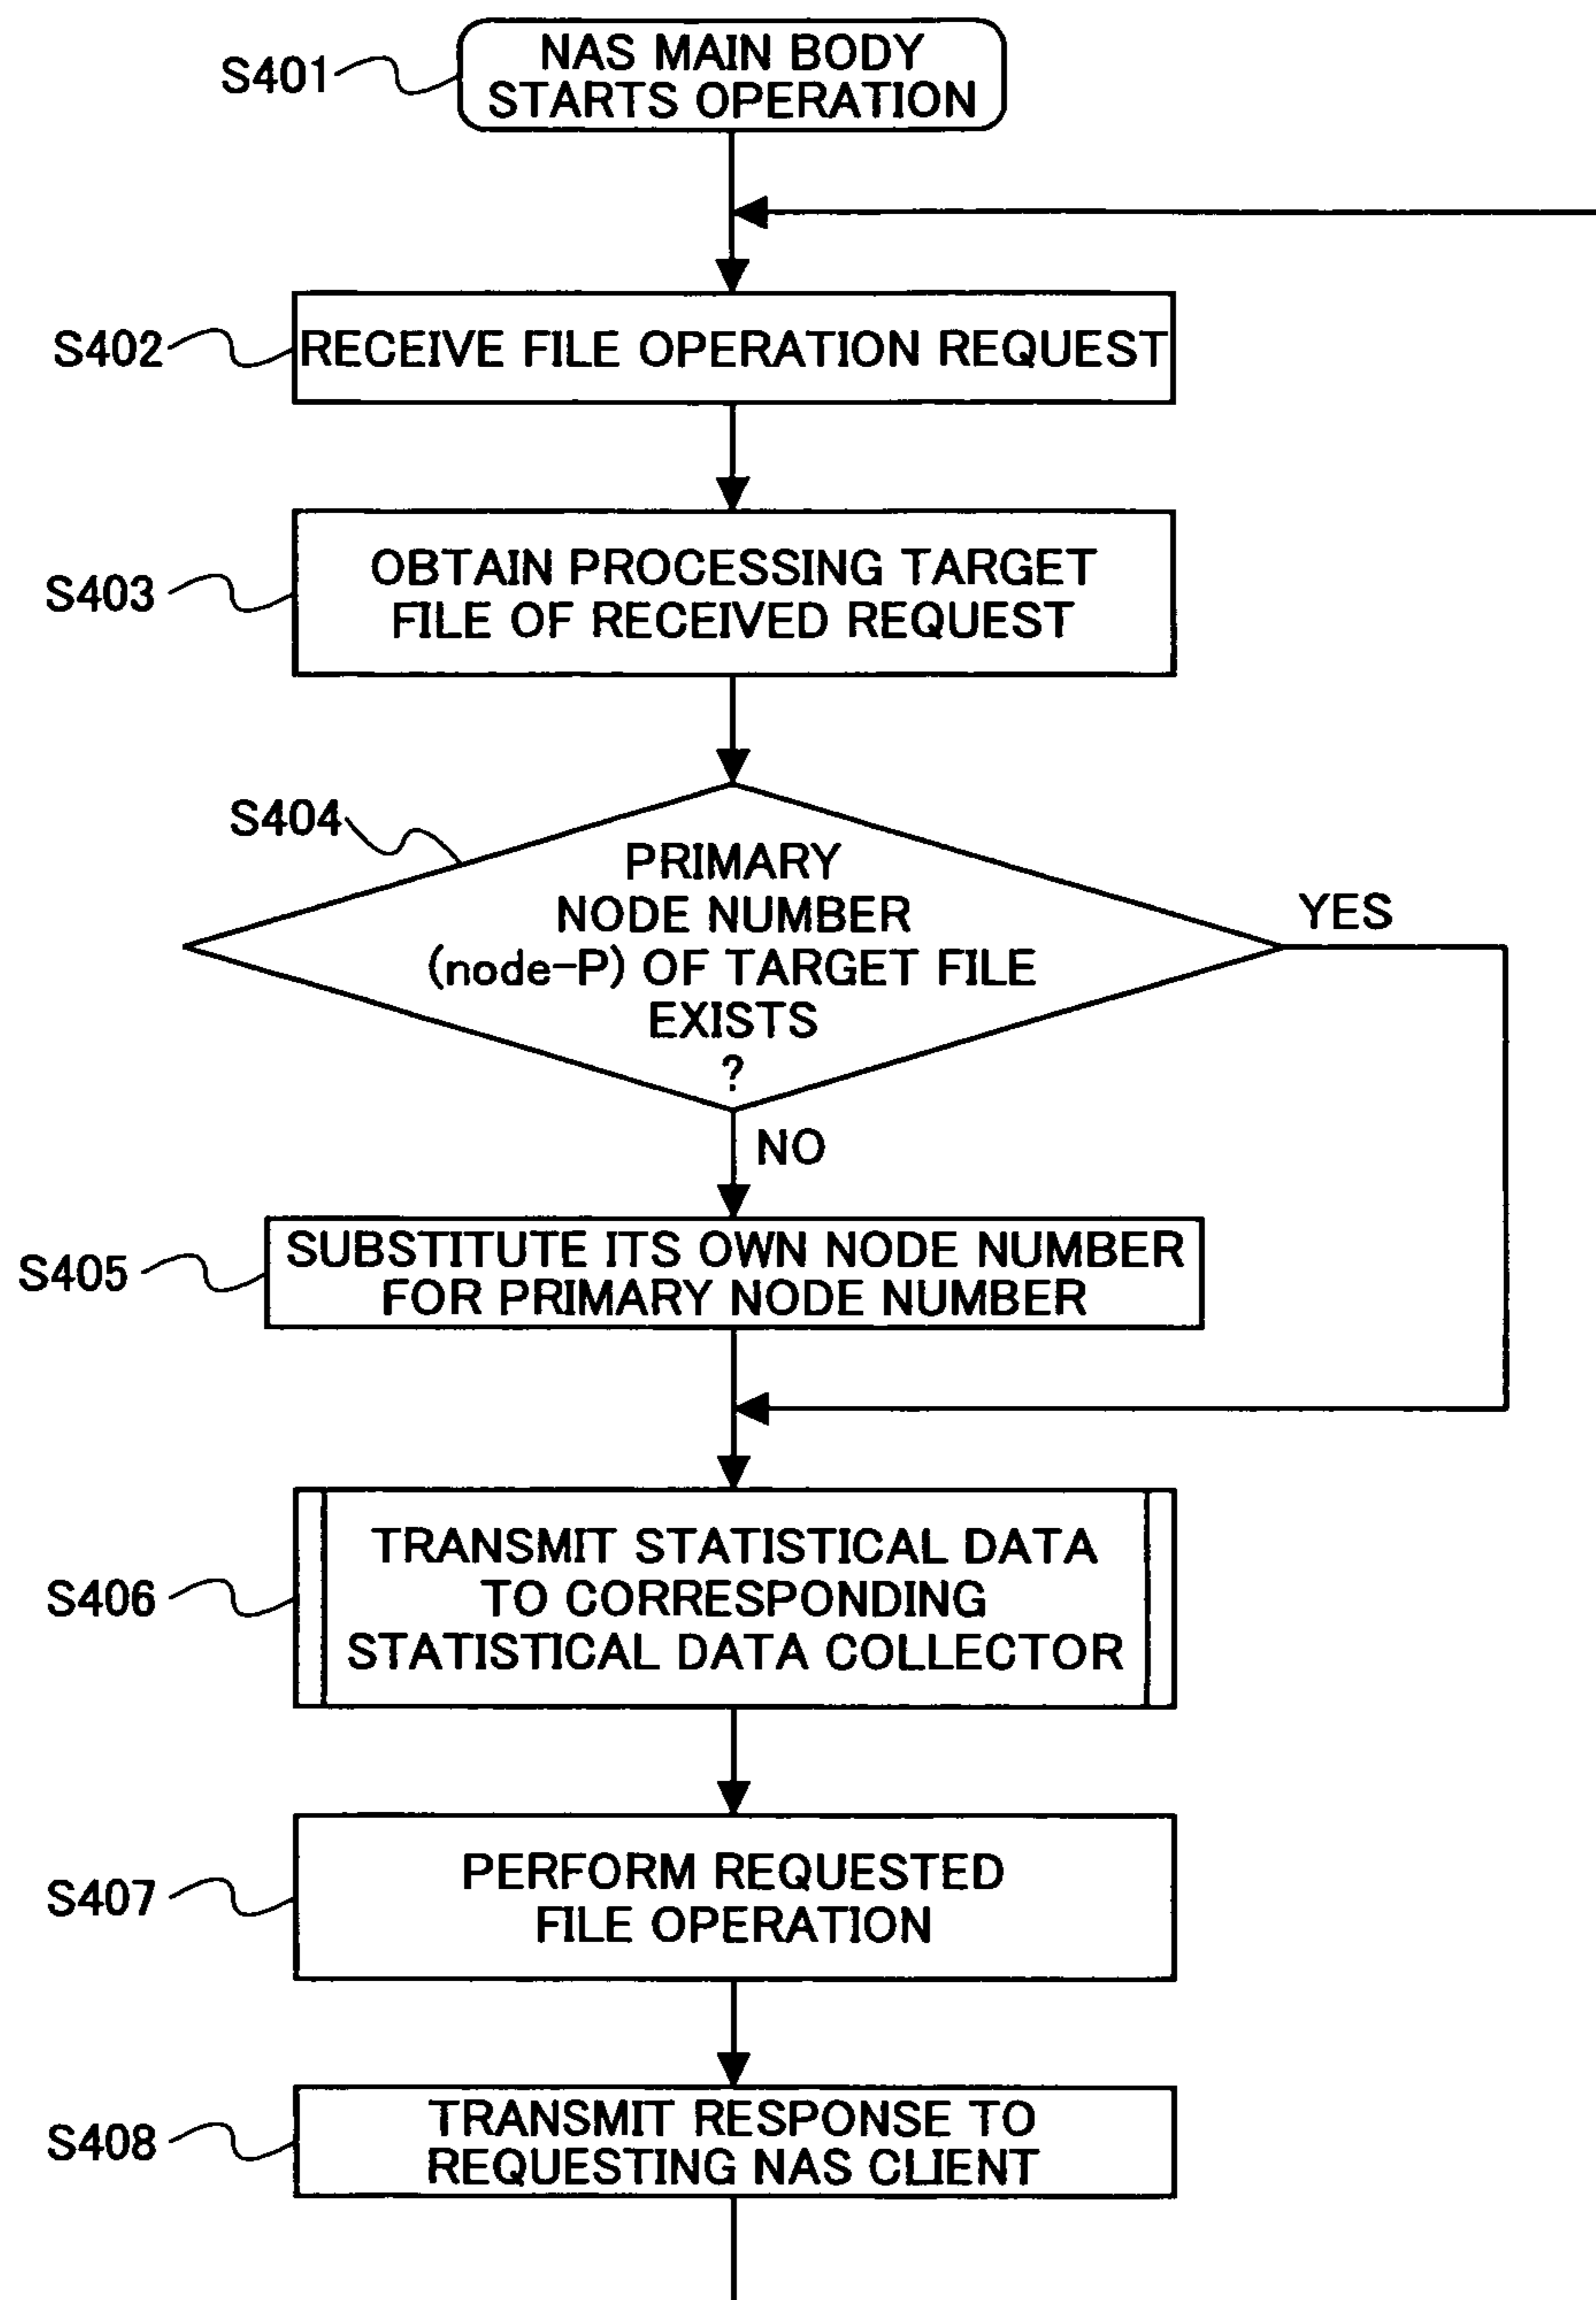 S401
NAS MAIN BODY
STARTS OPERATION
S402
RECEIVE FILE OPERATION REQUEST
S403
OBTAIN PROCESSING TARGET
FILE OF RECEIVED REQUEST
S404
PRIMARY
NODE NUMBER
(node-P) OF TARGET FILE
EXISTS
?
YES
NO
S405
SUBSTITUTE ITS OWN NODE NUMBER
FOR PRIMARY NODE NUMBER
S406
TRANSMIT STATISTICAL DATA
TO CORRESPONDING
STATISTICAL DATA COLLECTOR
S407
PERFORM REQUESTED
FILE OPERATION
S408
TRANSMIT RESPONSE TO
REQUESTING NAS CLIENT